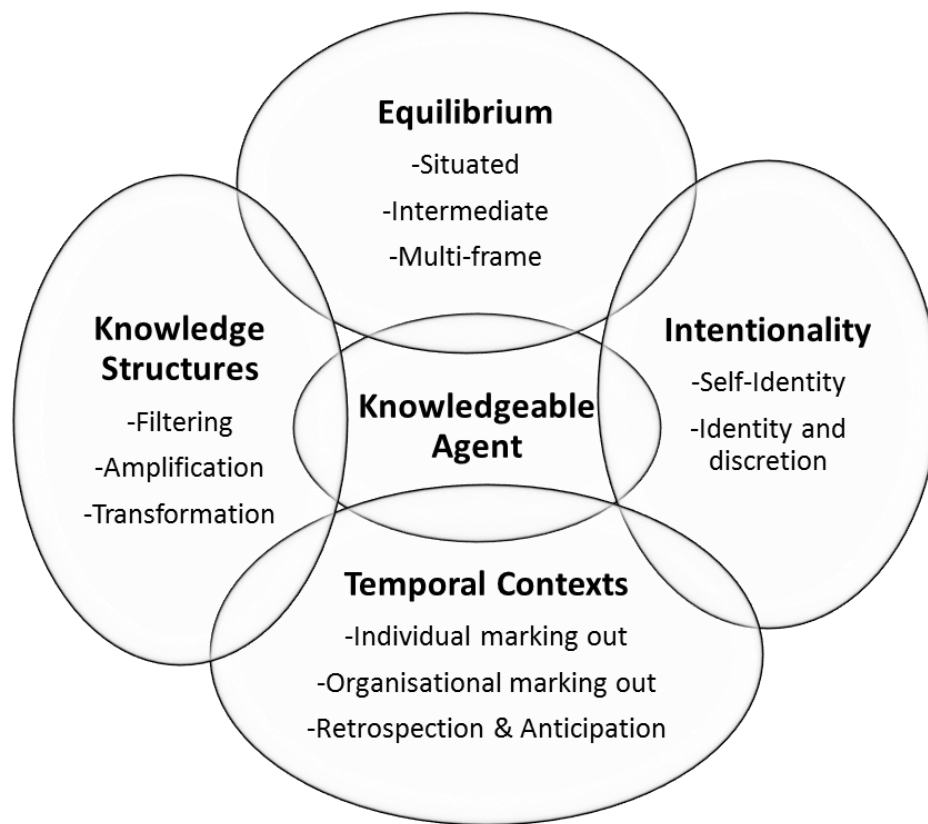 Equilibrium
-Situated
-Intermediate
-Multi-frame
Knowledge
Structures
-Filtering
-Amplification
-Transformation
Knowledgeable
Agent
Intentionality
-Self-Identity
-Identity and
discretion
Temporal Contexts
-Individual marking out
-Organisational marking out
-Retrospection & Anticipation